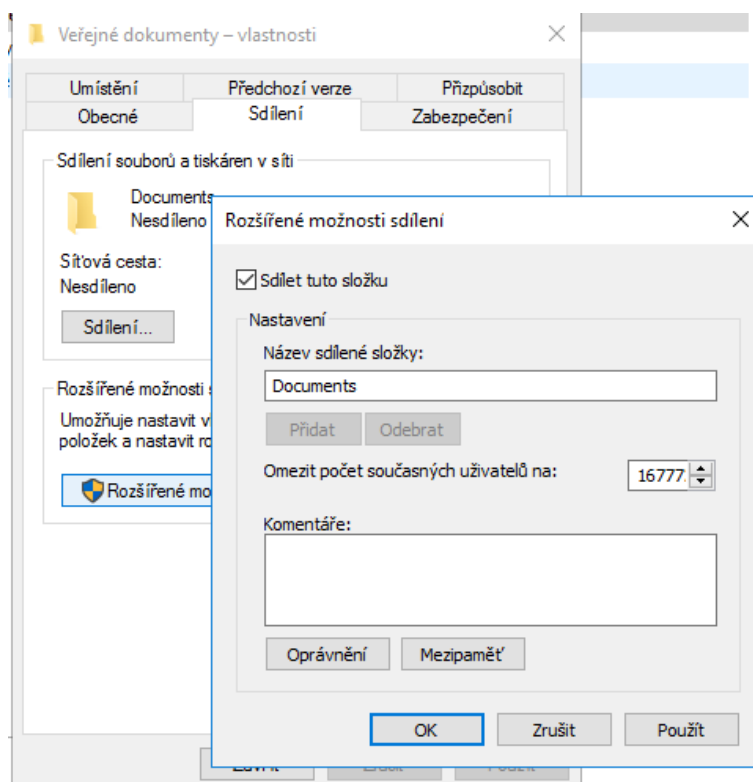 Veřejné dokumenty – vlastnosti
Umístění
Předchozí verze
Přizpůsobit
Obecné
Sdílení
Zabezpečení
Sdílení souborů a tiskáren v síti
Documents
Nesdíleno
Síťová cesta:
Nesdíleno
Sdílení...
Rozšířené možnosti
Umožňuje nastavit
položek a nastavit
Rozšířené
Rozšířené možnosti sdílení
Sdílet tuto složku
Nastavení
Název sdílené složky:
Documents
Přidat
Odebrat
Omezit počet současných uživatelů na:
16777
Komentáře:
Oprávnění
Mezipaměť
OK
Zrušit
Použít